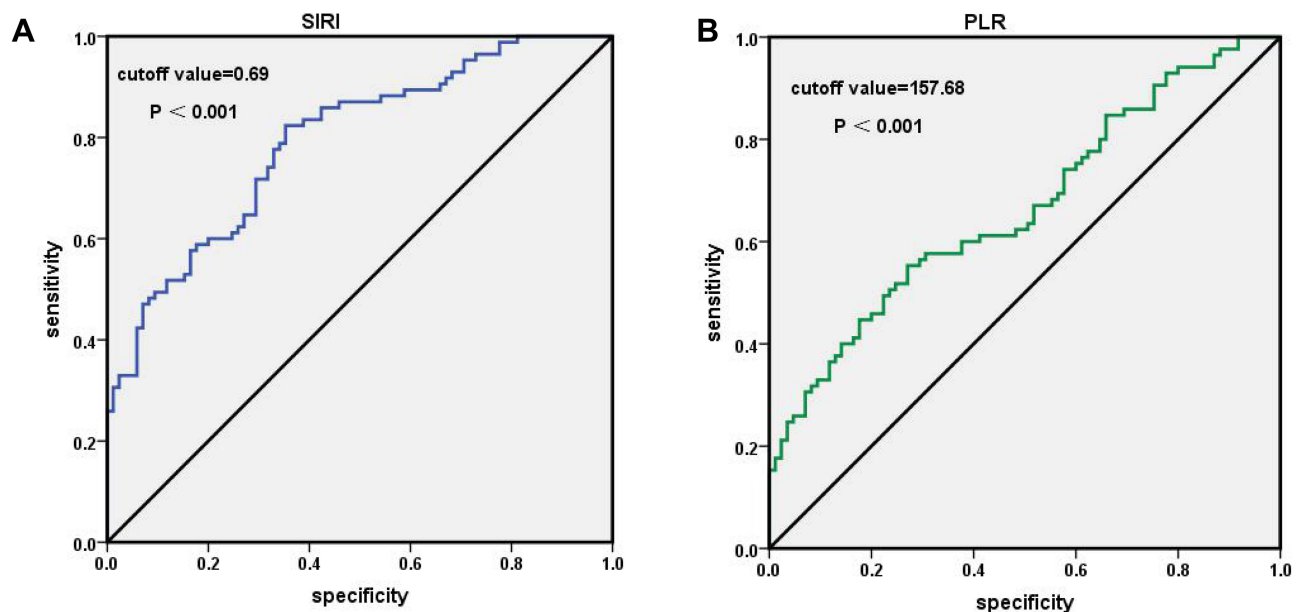 A
SIRI
cutoff value=0.69
P < 0.001
1.0
0.8
0.6
0.4
0.2
0.0
sensitivity
0.0 0.2 0.4 0.6 0.8 1.0
specificity
B
PLR
cutoff value=157.68
P < 0.001
1.0
0.8
0.6
0.4
0.2
0.0
sensitivity
0.0 0.2 0.4 0.6 0.8 1.0
specificity